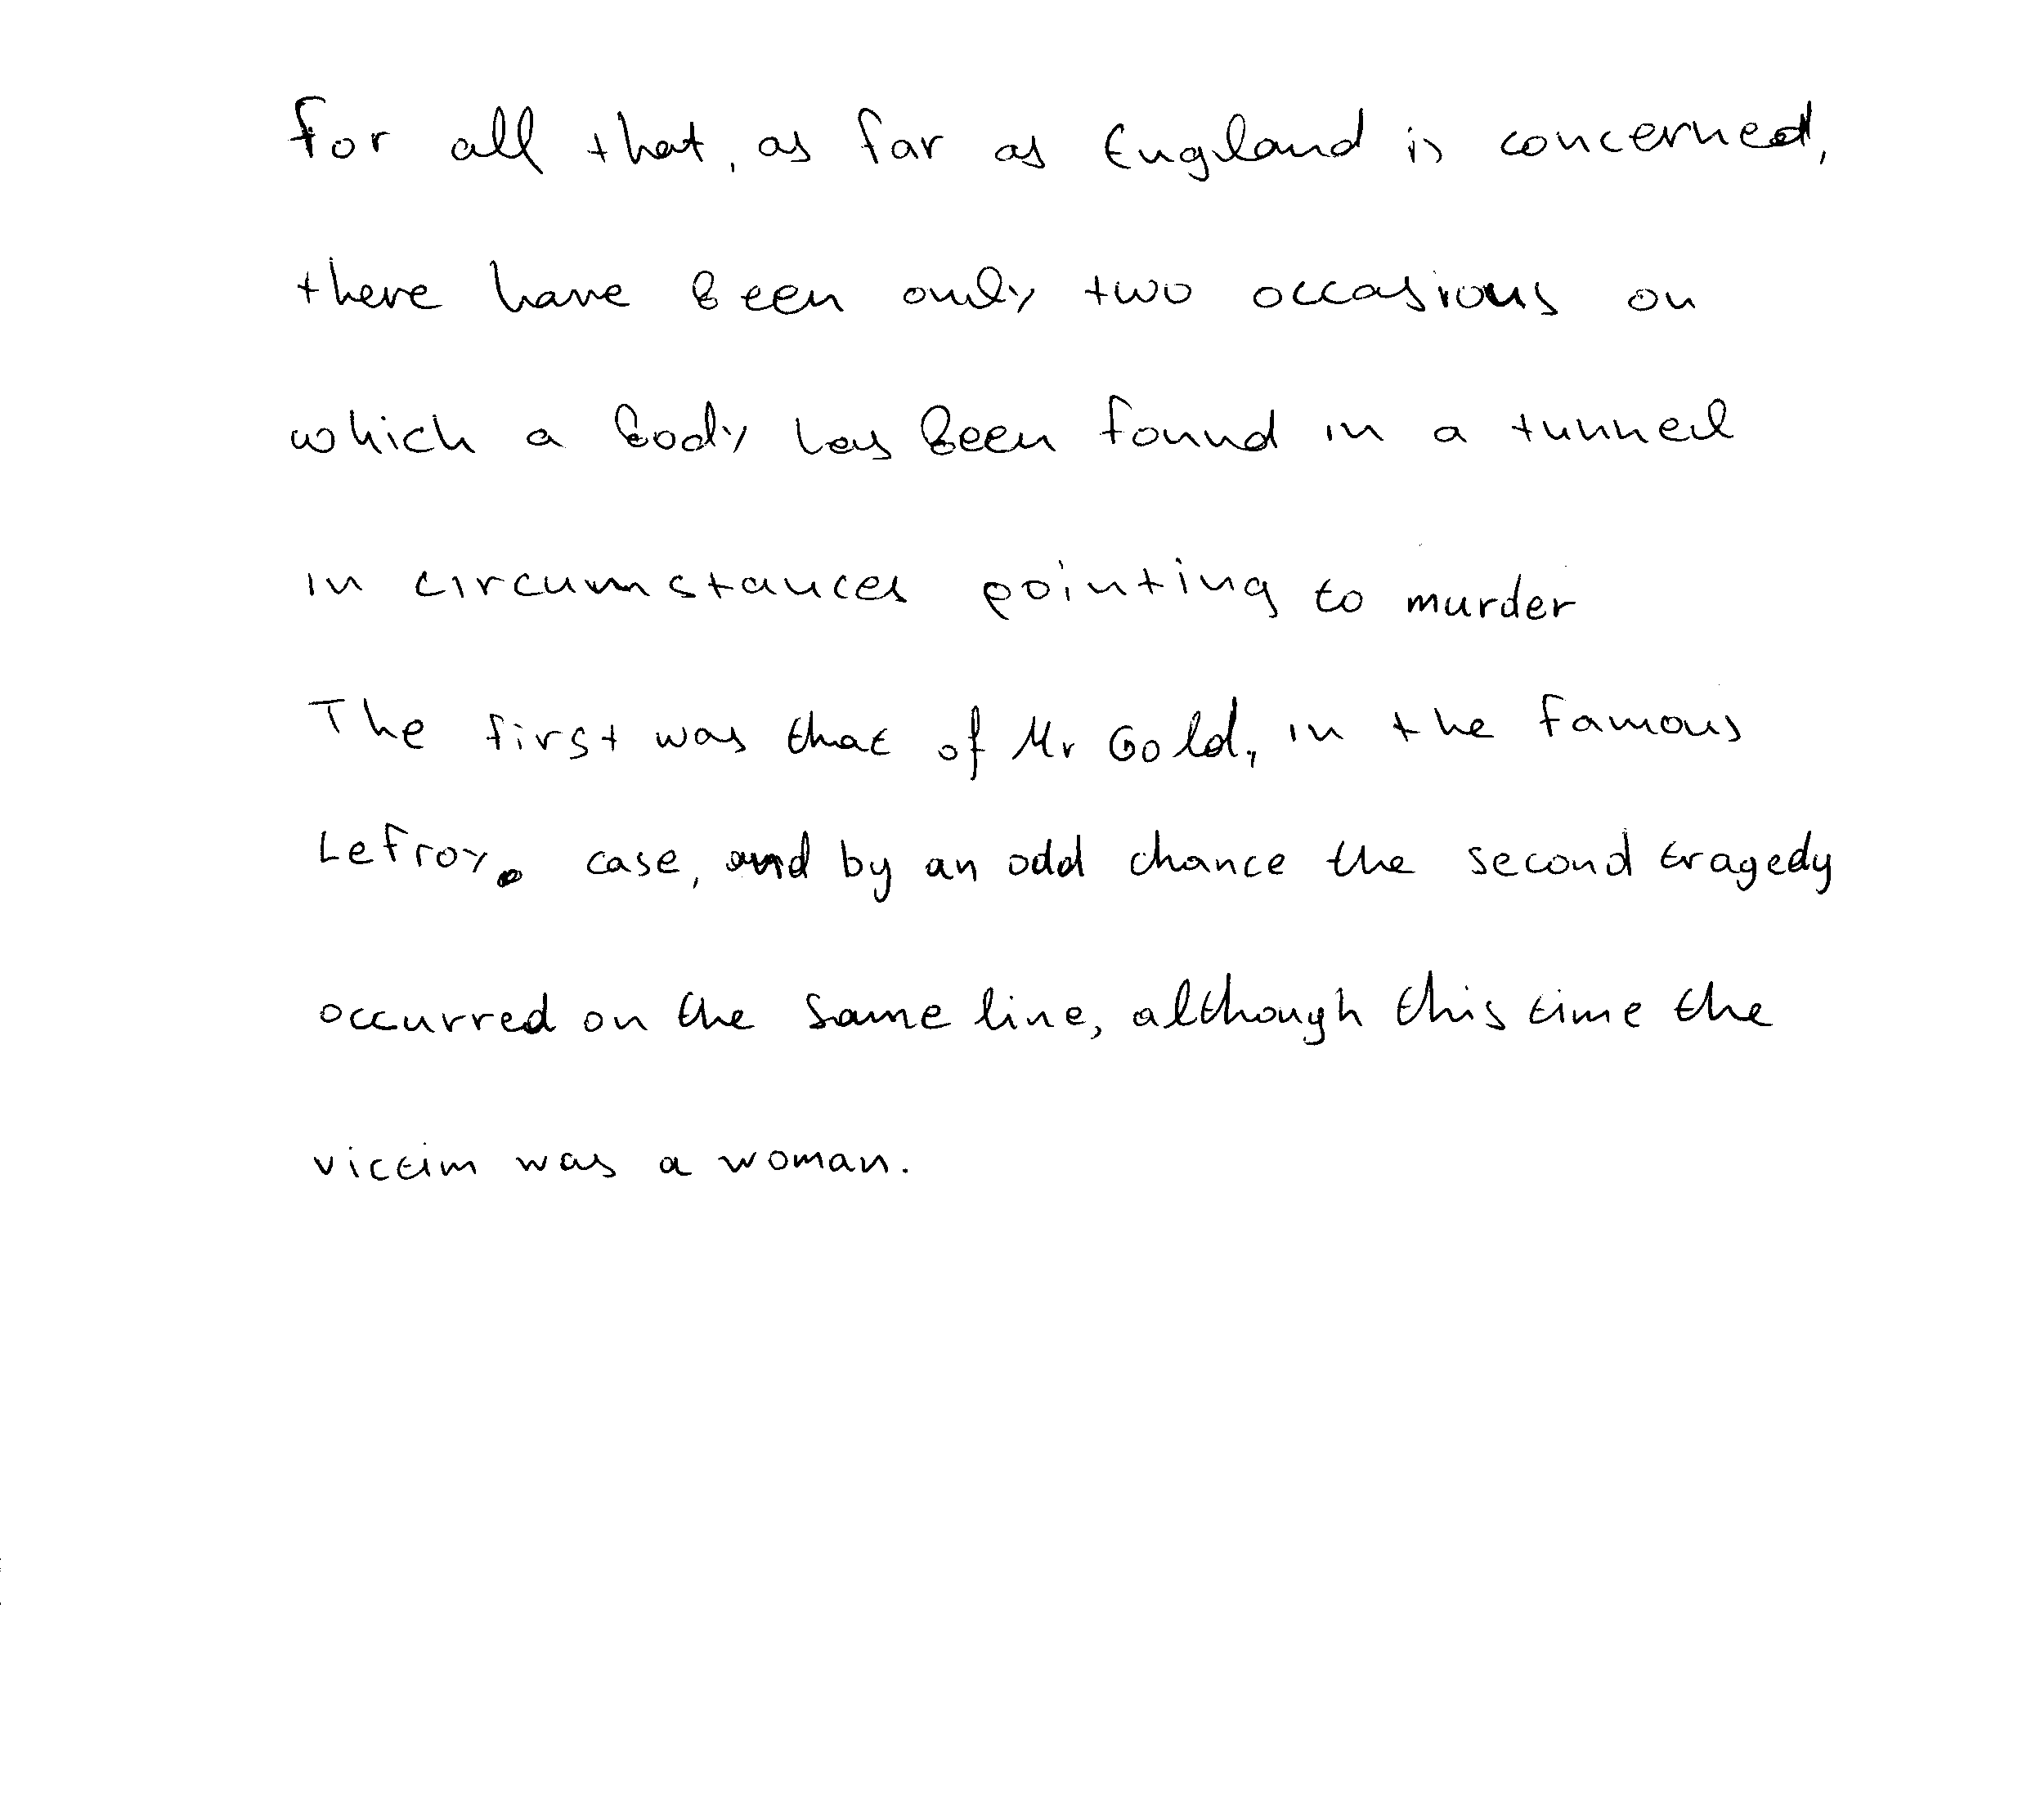 For all that, as far as England is concerned,
there have been only two occasions on
which a body has been found in a tunnel
in circumstances pointing to murder
The first was that of Mr Gold, in the famous
Lefroy. case, and by an odd chance the second tragedy
occurred on the same line, although this time the
victim was a woman.